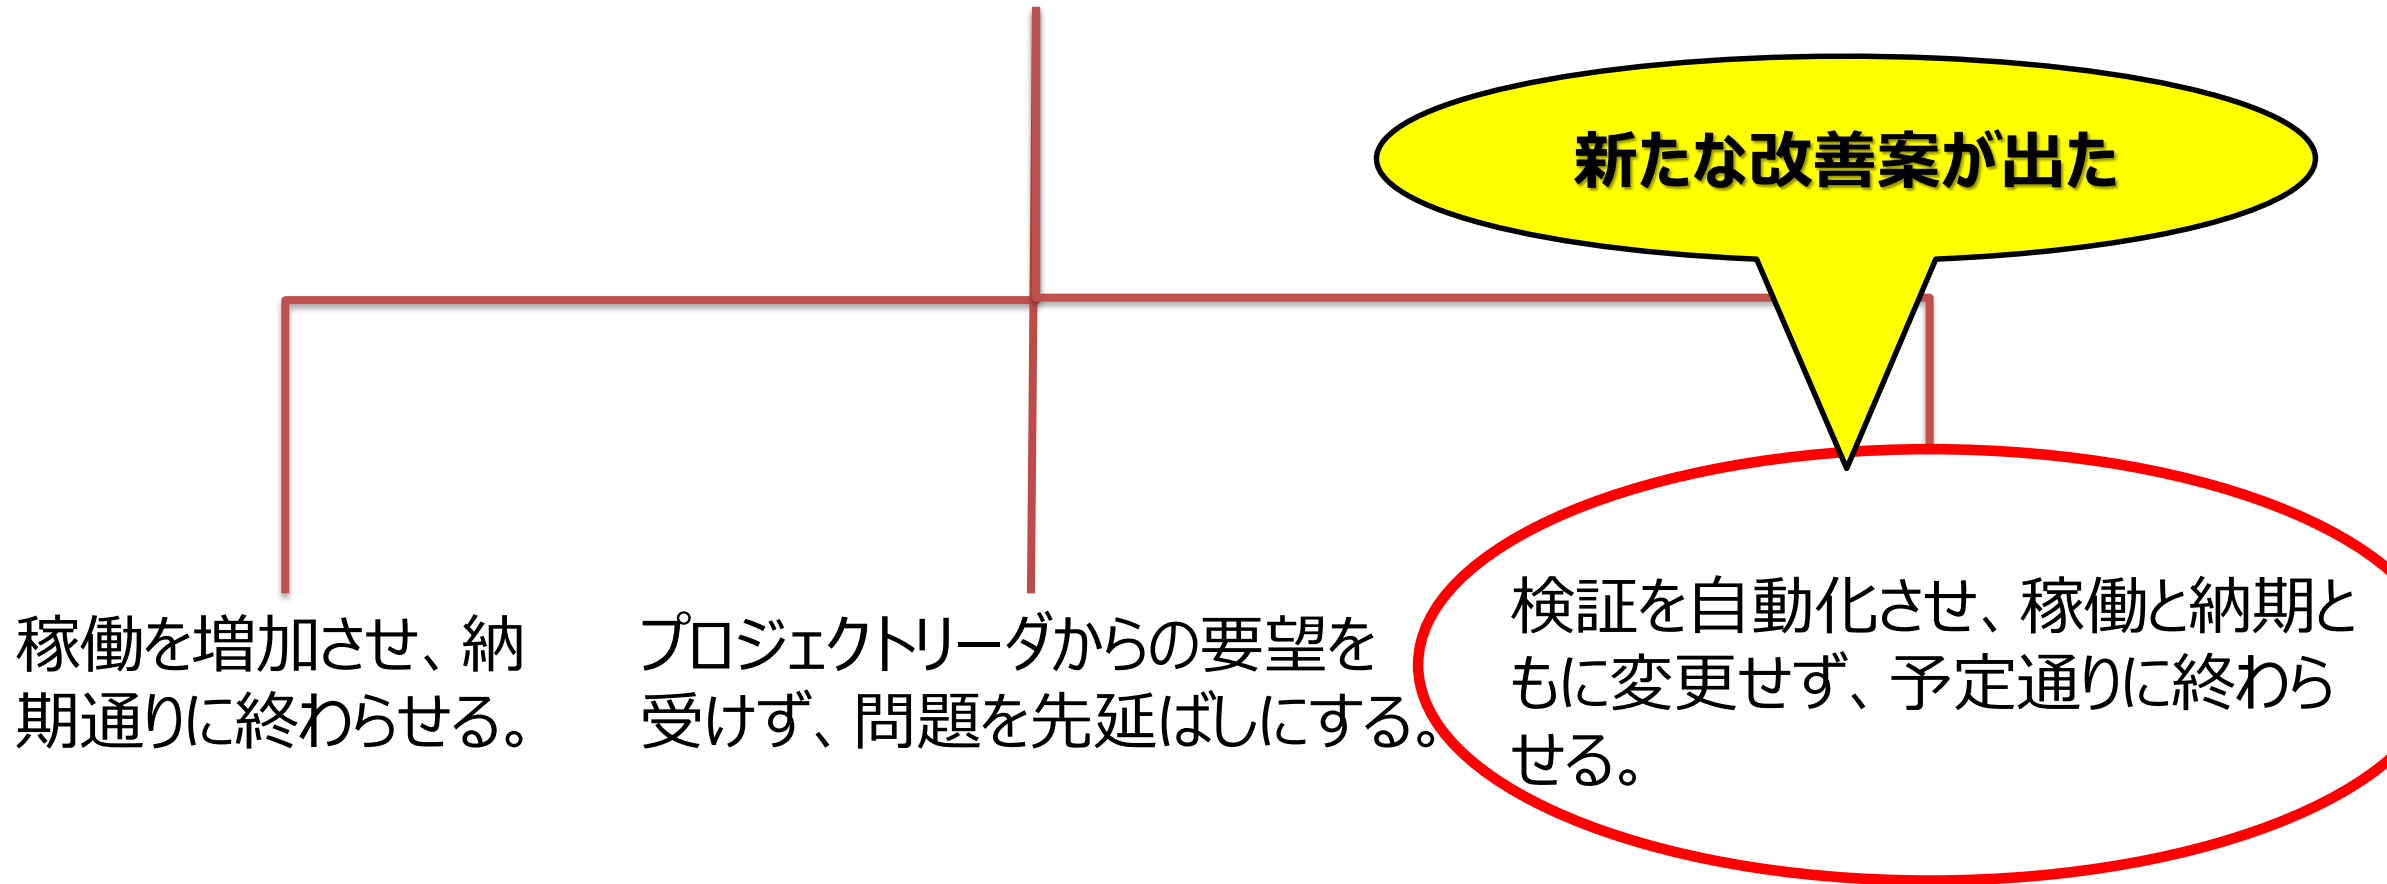 新たな改善案が出た
稼働を増加させ、納
期通りに終わらせる。
プロジェクトリーダからの要望を
受けず、問題を先延ばしにする。
検証を自動化させ、稼働と納期と
もに変更せず、予定通りに終わら
せる。